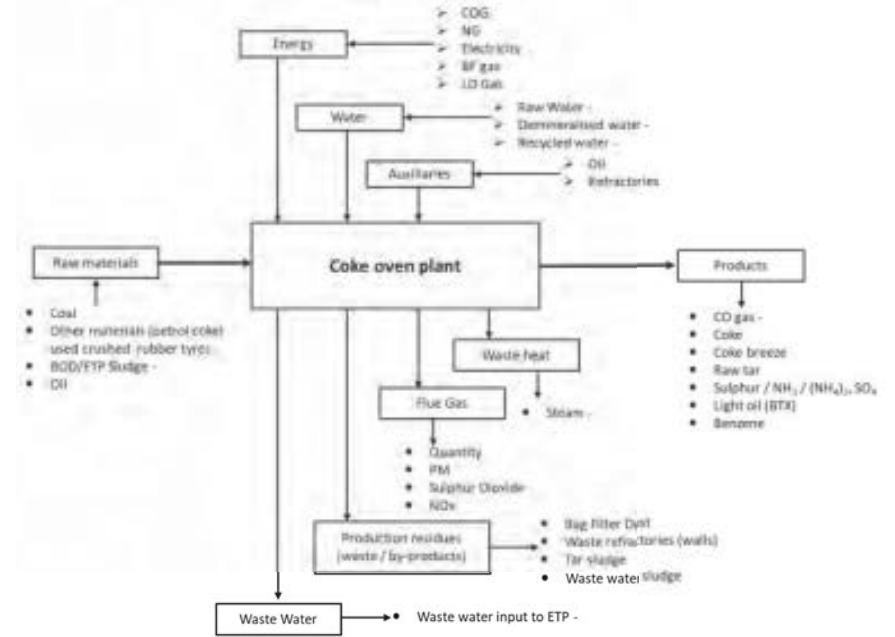 COG
NG
Energy
Electricity
BF gas
LD Gas
Raw Water -
Water
Demineralised water -
Recycled water -
Oil
Auxiliaries
Refractories
Raw materials
Coke oven plant
Products
Coal
Other materials (petrol coke)
used crushed rubber tyres
BOD/ETP Sludge -
Oil
CO gas -
Coke
Coke breeze
Raw tar
Sulphur / NH₃ / (NH₄)₂, SO₄
Light oil (BTX)
Benzene
Waste heat
Steam -
Flue Gas
Quantity
PM
Sulphur Dioxide
NOx
Production residues
(waste / by-products)
Bag Filter Dust
Waste refractories (walls)
Tar sludge
Waste water sludge
Waste Water
Waste water input to ETP -